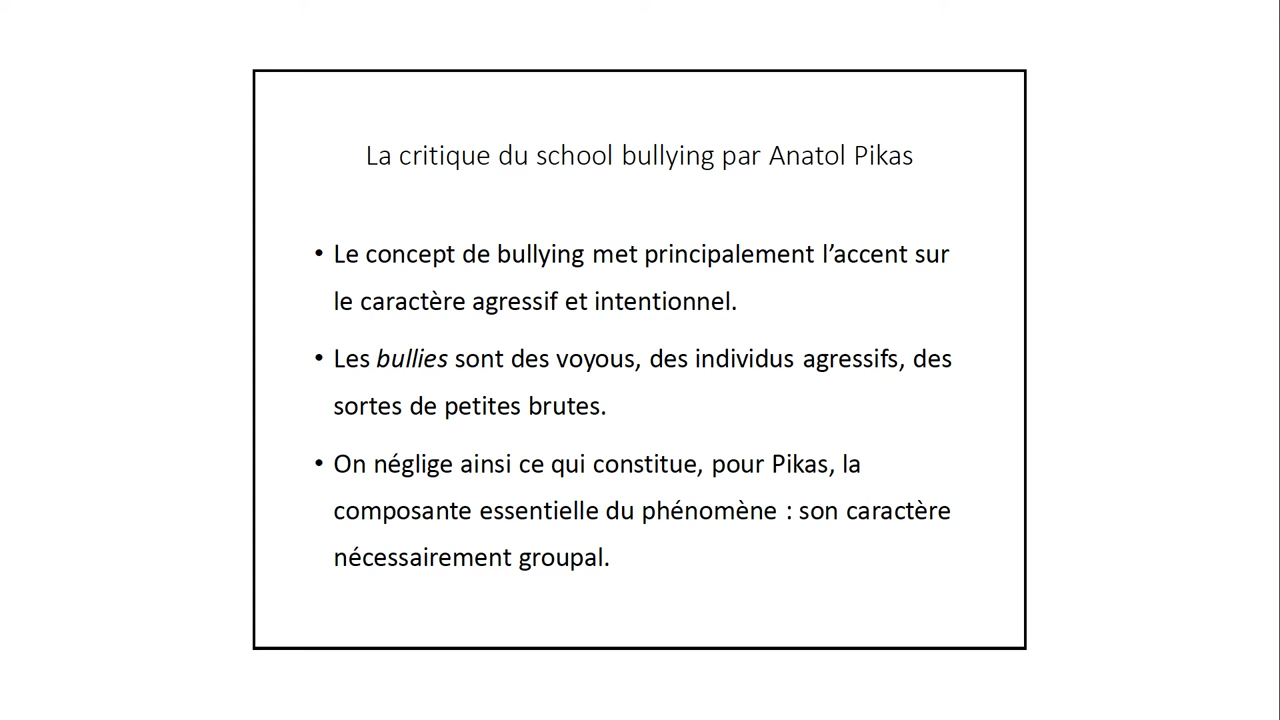 La critique du school bullying par Anatol Pikas
• Le concept de bullying met principalement l’accent sur
le caractère agressif et intentionnel.
• Les bullies sont des voyous, des individus agressifs, des
sortes de petites brutes.
• On néglige ainsi ce qui constitue, pour Pikas, la
composante essentielle du phénomène : son caractère
nécessairement groupal.